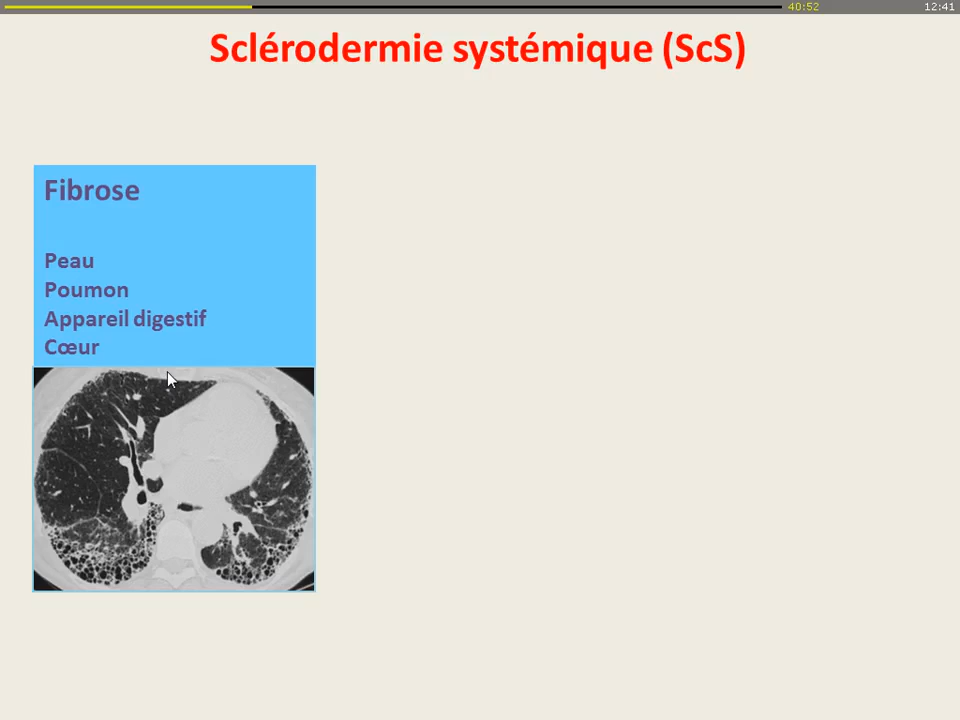 40:52
12:41
Sclérodermie systémique (ScS)
Fibrose
Peau
Poumon
Appareil digestif
Cœur